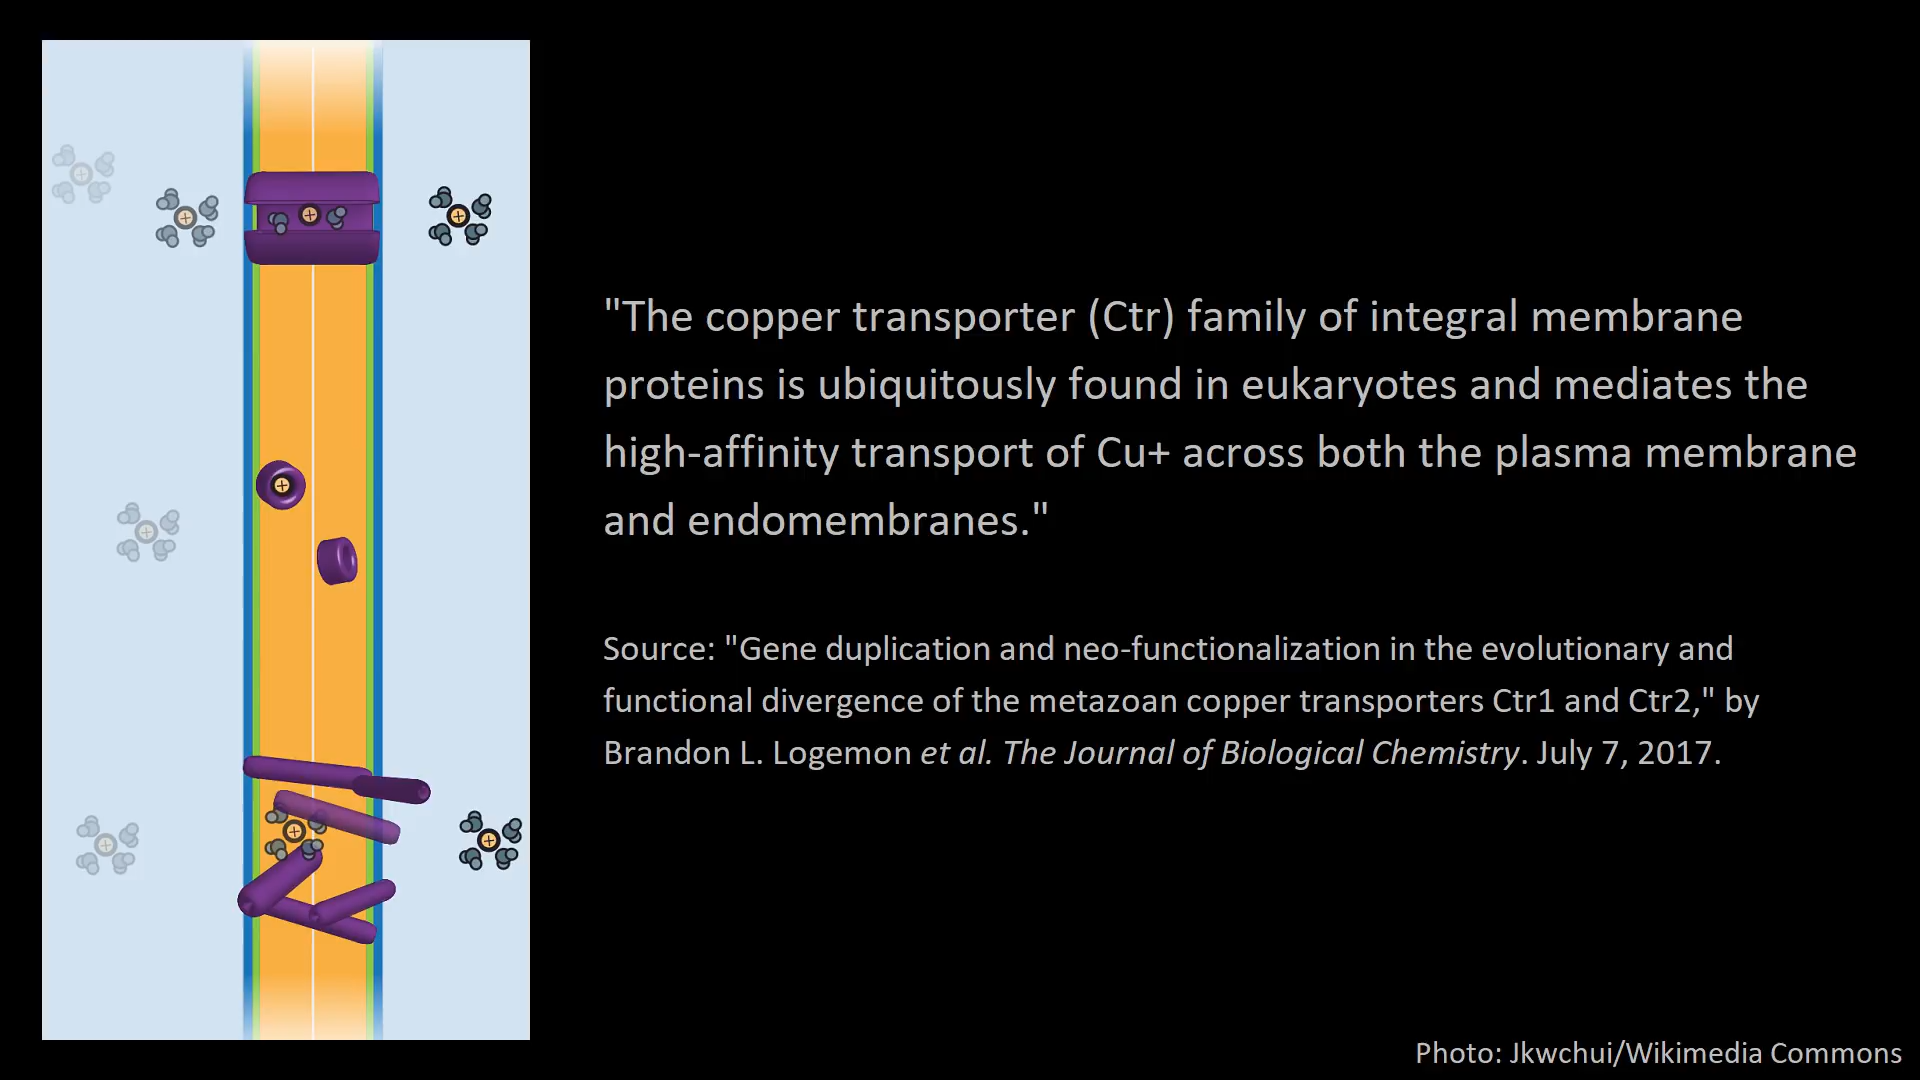 "The copper transporter (Ctr) family of integral membrane
proteins is ubiquitously found in eukaryotes and mediates the
high-affinity transport of Cu+ across both the plasma membrane
and endomembranes."
Source: "Gene duplication and neo-functionalization in the evolutionary and
functional divergence of the metazoan copper transporters Ctr1 and Ctr2," by
Brandon L. Logemon et al. The Journal of Biological Chemistry. July 7, 2017.
Photo: Jkwchui/Wikimedia Commons